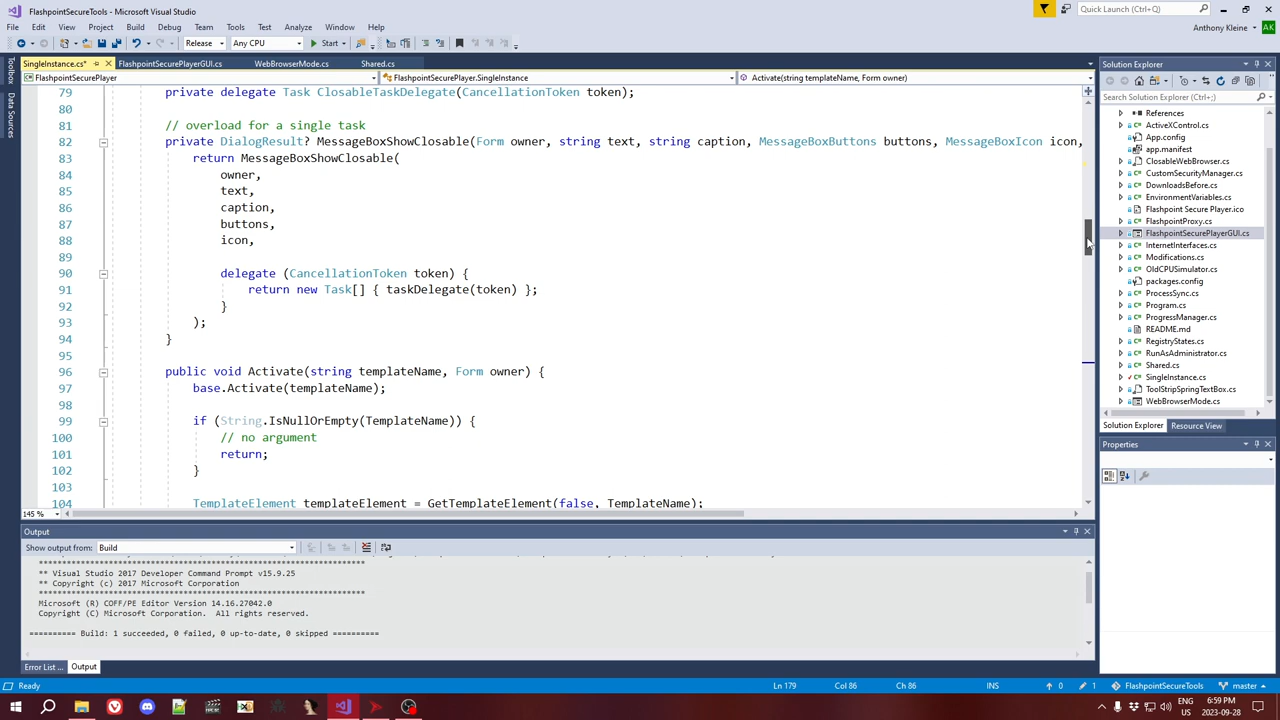 FlashpointSecureTools - Microsoft Visual Studio
Quick Launch (Ctrl+Q)
File Edit View Project Build Debug Team Tools Test Analyze Window Help
Anthony Kleine AK
Release Any CPU Start
SingleInstance.cs* FlashpointSecurePlayerGUI.cs WebBrowserMode.cs Shared.cs
FlashpointSecurePlayer FlashpointSecurePlayer.SingleInstance Activate(string templateName, Form owner)
Toolbox
Data Sources
79 private delegate Task ClosableTaskDelegate(CancellationToken token);
80
81 // overload for a single task
82 private DialogResult? MessageBoxShowClosable(Form owner, string text, string caption, MessageBoxButtons buttons, MessageBoxIcon icon,
83 return MessageBoxShowClosable(
84 owner,
85 text,
86 caption,
87 buttons,
88 icon,
89
90 delegate (CancellationToken token) {
91 return new Task[] { taskDelegate(token) };
92 }
93 );
94 }
95
96 public void Activate(string templateName, Form owner) {
97 base.Activate(templateName);
98
99 if (String.IsNullOrEmpty(TemplateName)) {
100 // no argument
101 return;
102 }
103
104 TemplateElement templateElement = GetTemplateElement(false, TemplateName);
145 %
Output
Show output from: Build
**********************************************************************
** Visual Studio 2017 Developer Command Prompt v15.9.25
** Copyright (c) 2017 Microsoft Corporation
**********************************************************************
Microsoft (R) COFF/PE Editor Version 14.16.27042.0
Copyright (C) Microsoft Corporation. All rights reserved.
========== Build: 1 succeeded, 0 failed, 0 up-to-date, 0 skipped ==========
Error List ... Output
Solution Explorer
Search Solution Explorer (Ctrl+;)
References
ActiveXControl.cs
App.config
app.manifest
ClosableWebBrowser.cs
CustomSecurityManager.cs
DownloadsBefore.cs
EnvironmentVariables.cs
Flashpoint Secure Player.ico
FlashpointProxy.cs
FlashpointSecurePlayerGUI.cs
InternetInterfaces.cs
Modifications.cs
OldCPUSimulator.cs
packages.config
ProcessSync.cs
Program.cs
ProgressManager.cs
README.md
RegistryStates.cs
RunAsAdministrator.cs
Shared.cs
SingleInstance.cs
ToolStripSpringTextBox.cs
WebBrowserMode.cs
Solution Explorer Resource View
Properties
Ready Ln 179 Col 86 Ch 86 INS 0 1 FlashpointSecureTools master
ENG
US
6:59 PM
2023-09-28